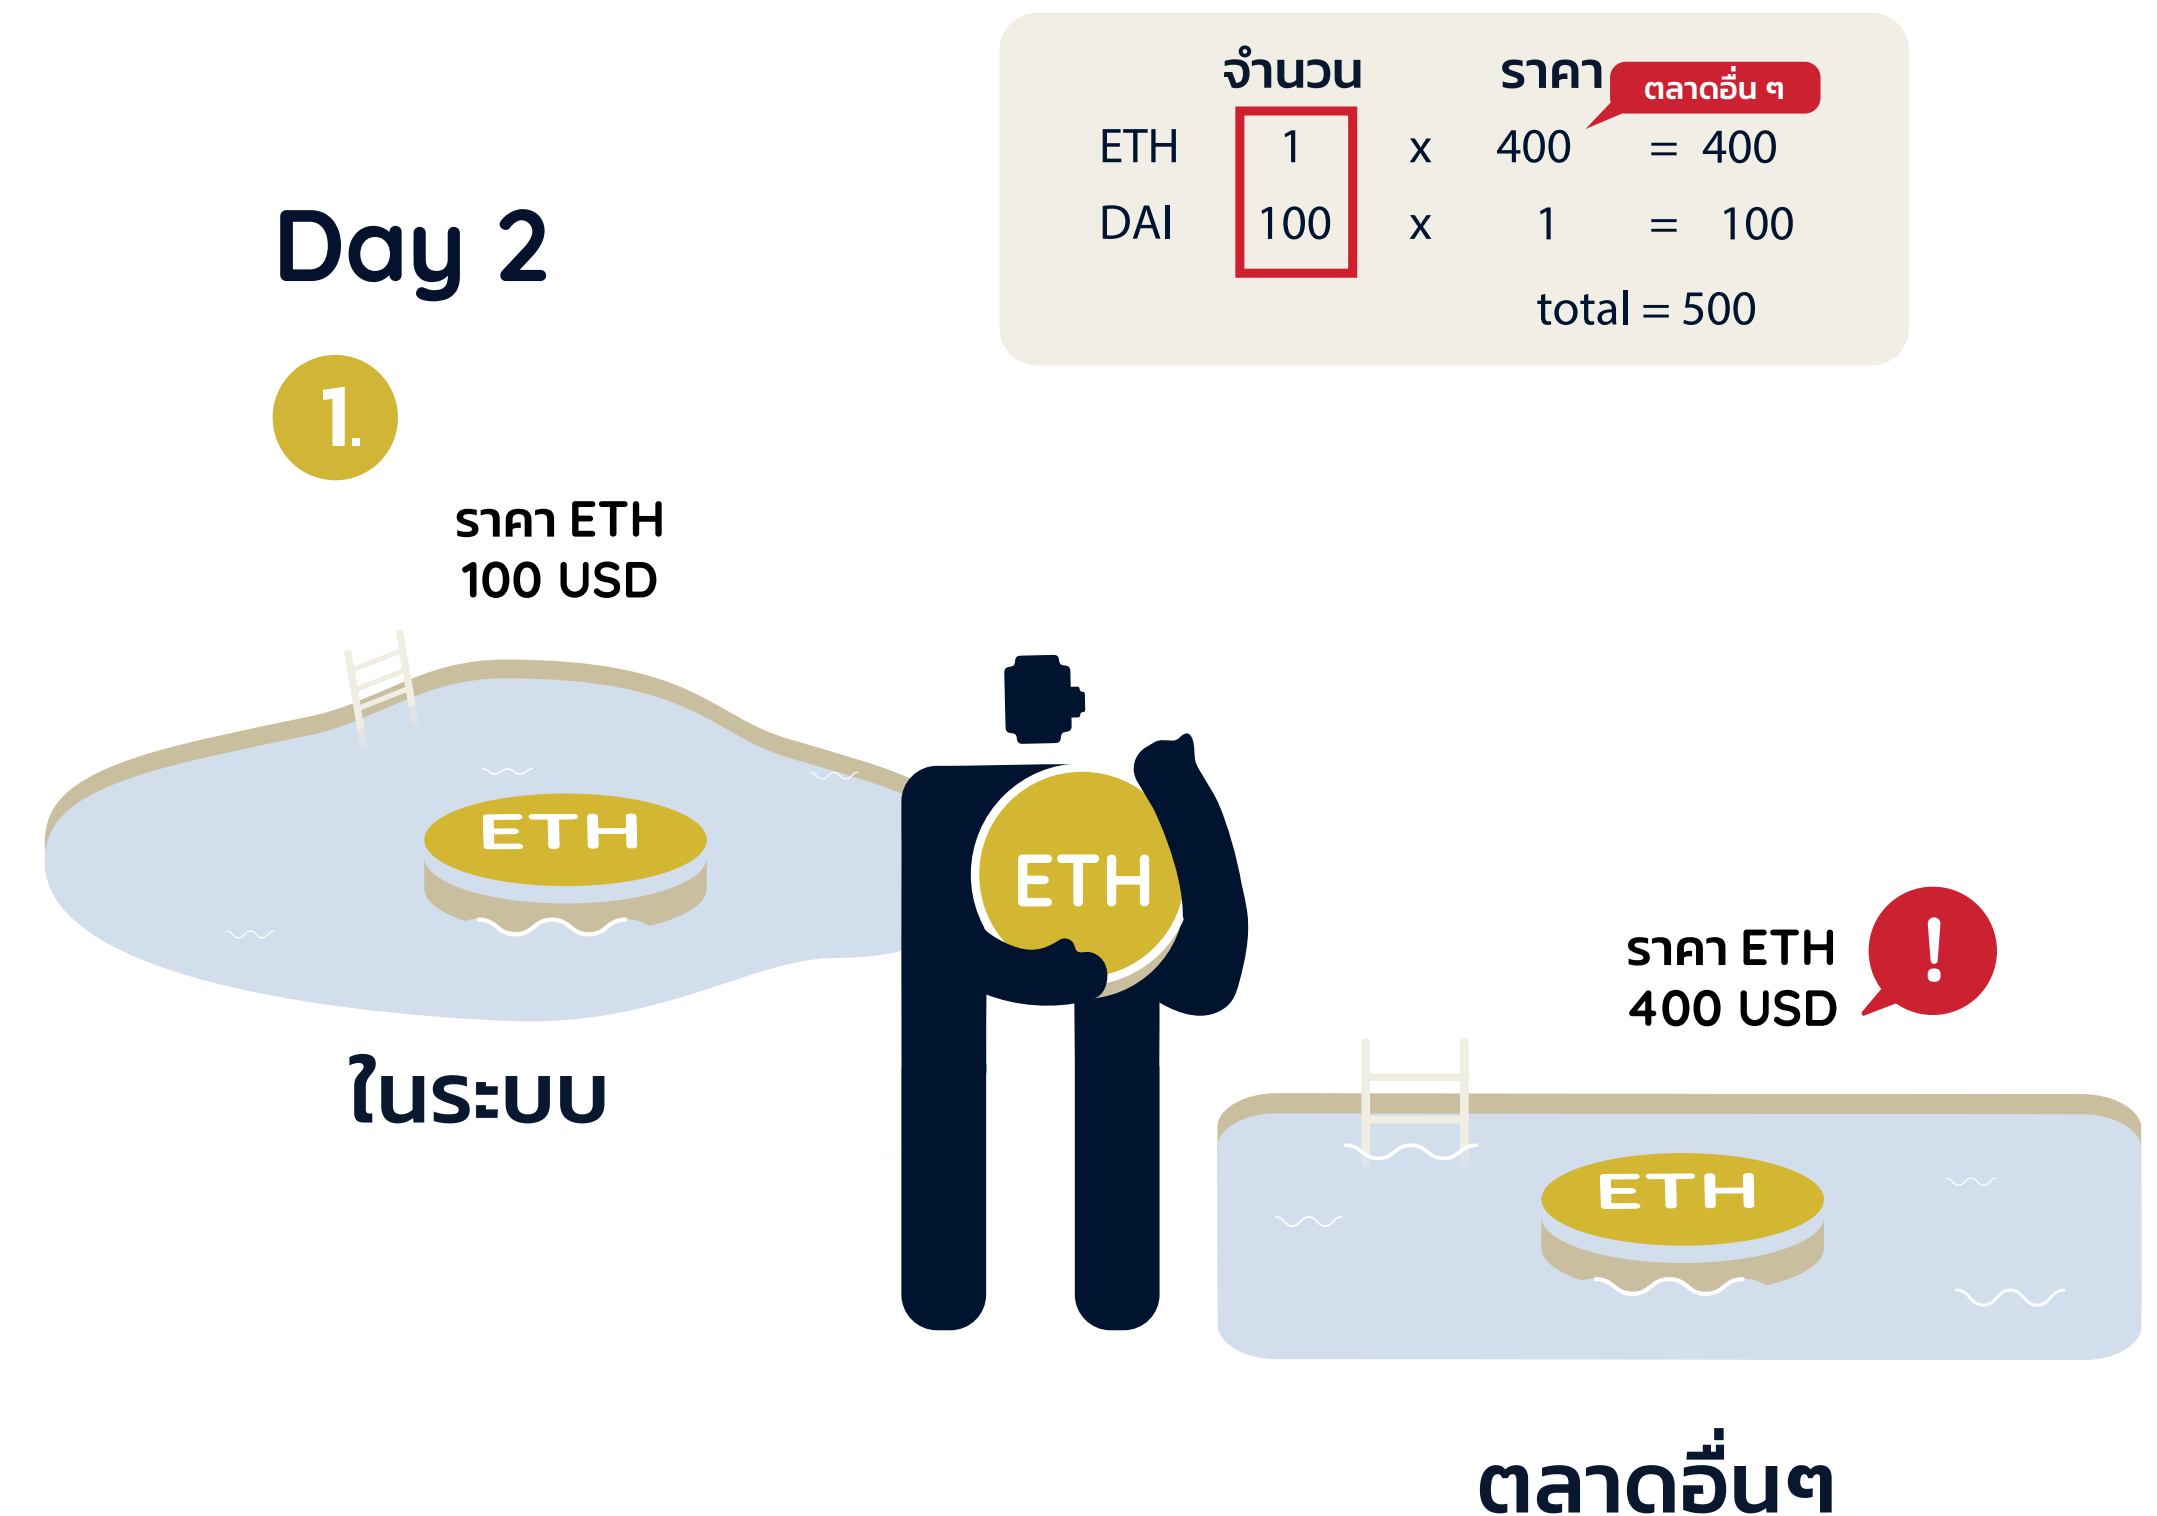 จำนวน ราคา ตลาดอื่น ๆ
ETH 1 x 400 = 400
DAI 100 x 1 = 100
total = 500
Day 2
1.
ราคา ETH
100 USD
ETH
ETH
ในระบบ
ราคา ETH
400 USD
!
ETH
ตลาดอื่นๆ